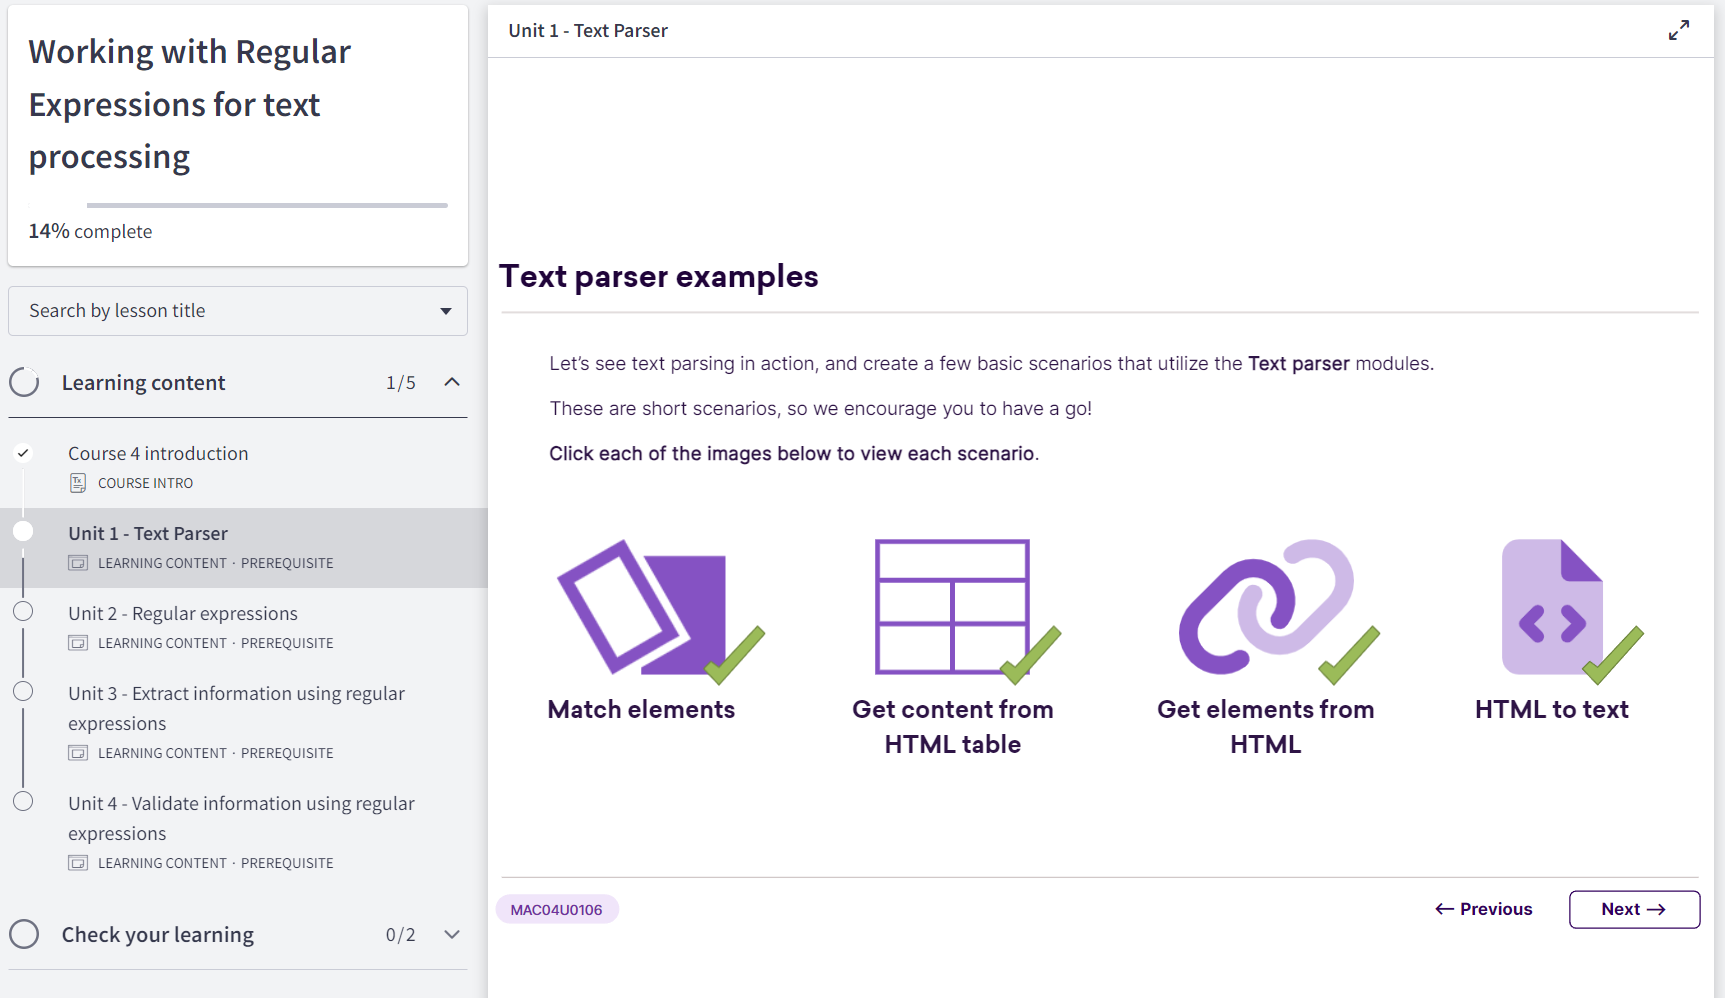 Working with Regular
Expressions for text
processing
14% complete
Search by lesson title
Learning content 1/5
Course 4 introduction
COURSE INTRO
Unit 1 - Text Parser
LEARNING CONTENT · PREREQUISITE
Unit 2 - Regular expressions
LEARNING CONTENT · PREREQUISITE
Unit 3 - Extract information using regular
expressions
LEARNING CONTENT · PREREQUISITE
Unit 4 - Validate information using regular
expressions
LEARNING CONTENT · PREREQUISITE
Check your learning 0/2
Unit 1 - Text Parser
Text parser examples
Let's see text parsing in action, and create a few basic scenarios that utilize the Text parser modules.
These are short scenarios, so we encourage you to have a go!
Click each of the images below to view each scenario.
Match elements
Get content from
HTML table
Get elements from
HTML
HTML to text
MAC04U0106
← Previous
Next →